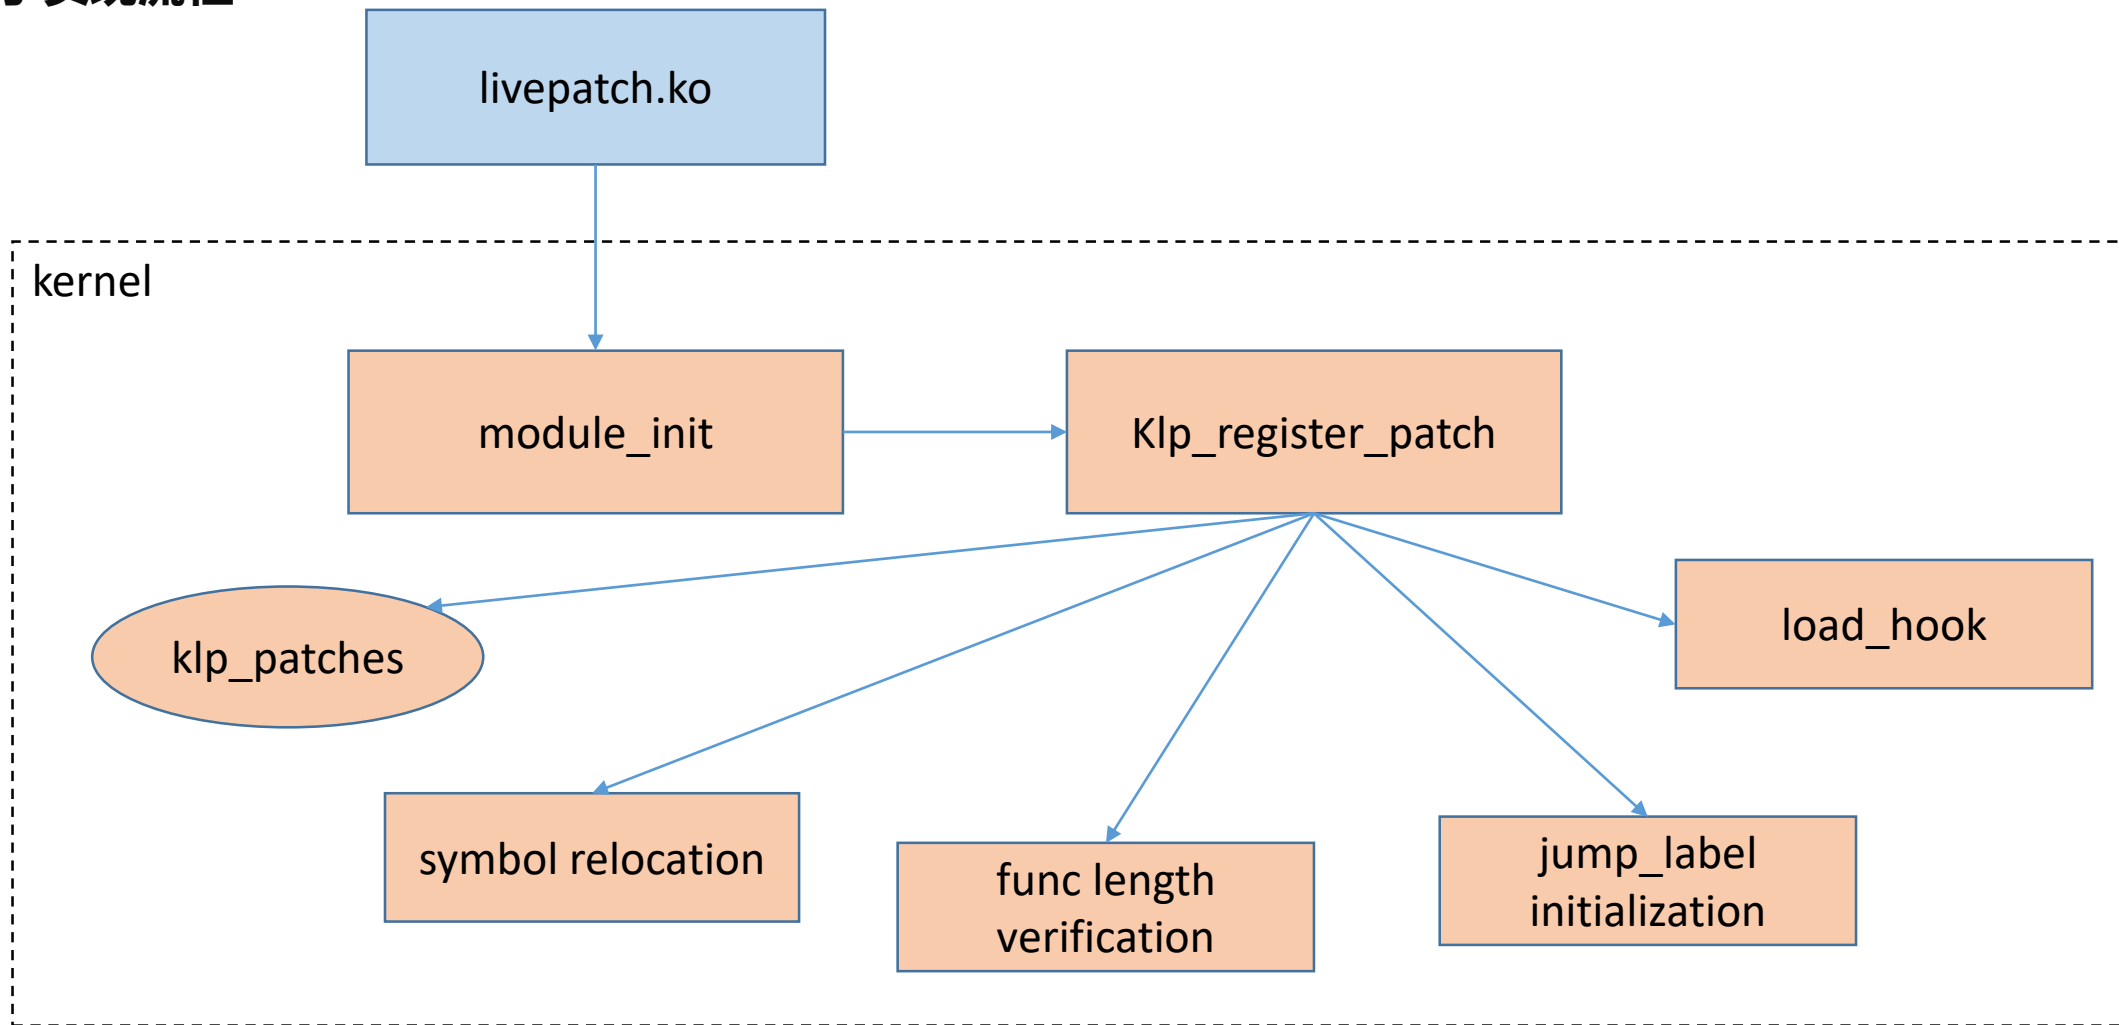 livepatch.ko
kernel
module_init
Klp_register_patch
load_hook
klp_patches
symbol relocation
func length
verification
jump_label
initialization